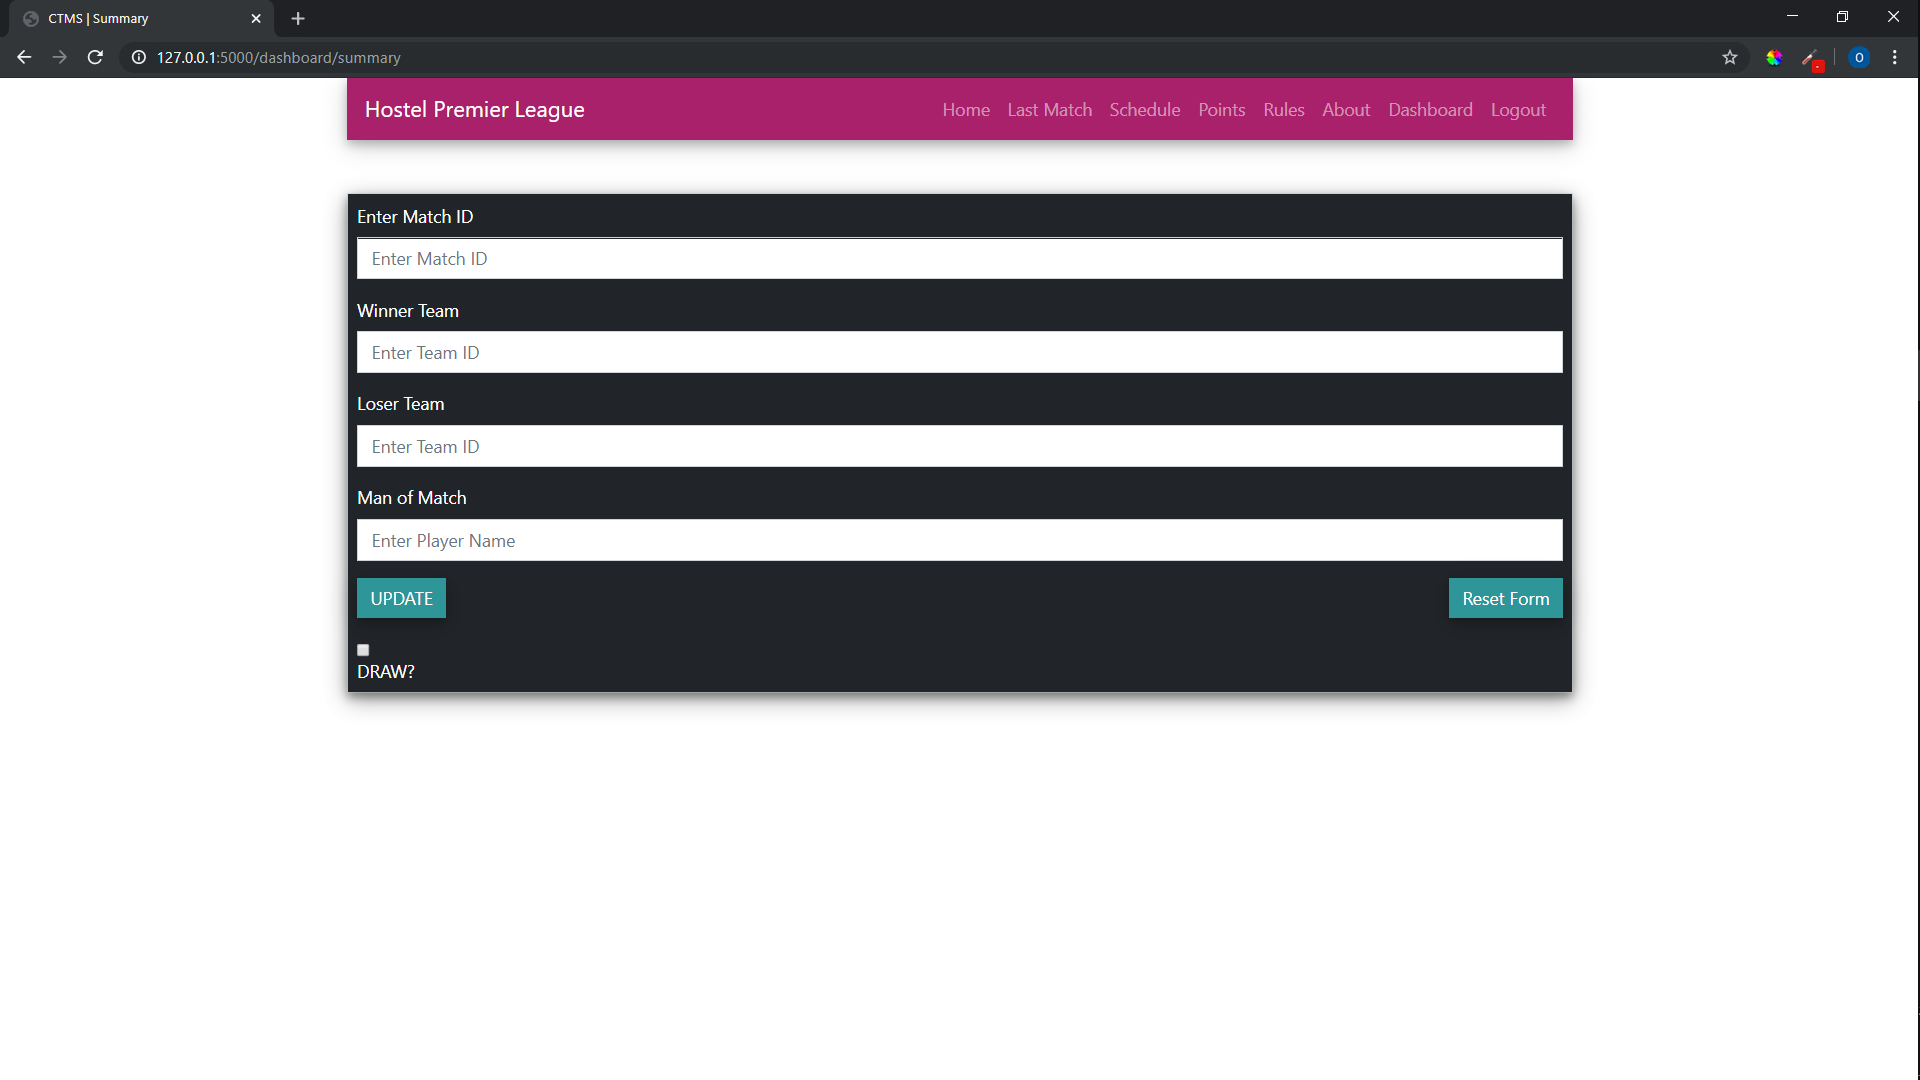 CTMS | Summary
127.0.0.1:5000/dashboard/summary
O
Hostel Premier League
Home Last Match Schedule Points Rules About Dashboard Logout
Enter Match ID
Enter Match ID
Winner Team
Enter Team ID
Loser Team
Enter Team ID
Man of Match
Enter Player Name
UPDATE Reset Form
DRAW?